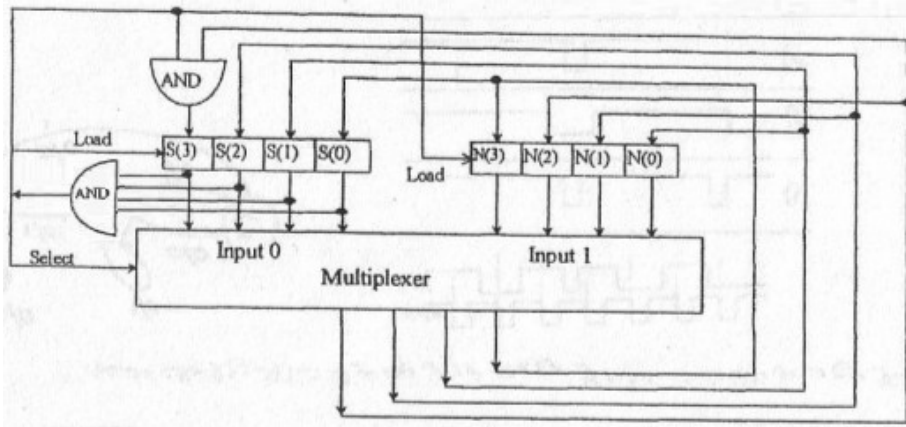 AND
Load
S(3) S(2) S(1) S(0)
Load
N(3) N(2) N(1) N(0)
AND
Select
Input 0
Input 1
Multiplexer